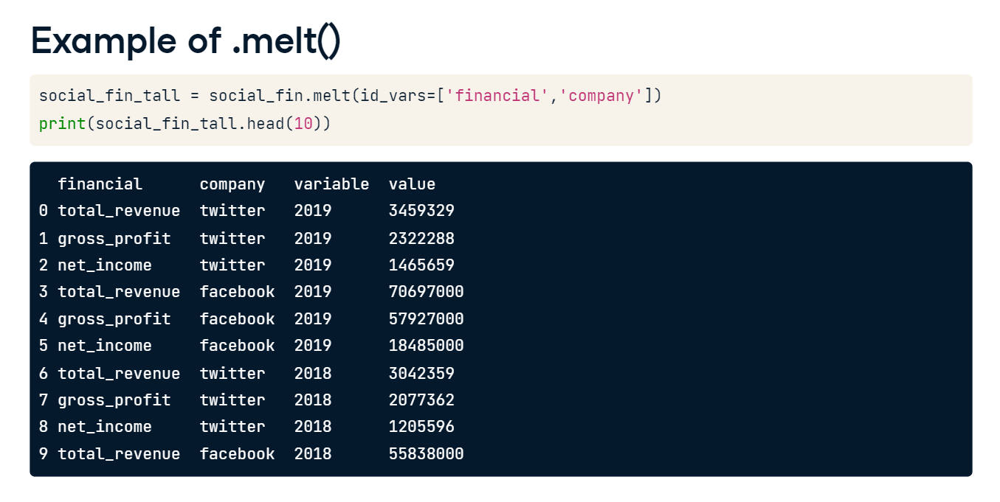 Example of .melt()
social_fin_tall = social_fin.melt(id_vars=['financial','company'])
print(social_fin_tall.head(10))
  financial      company   variable  value
0 total_revenue  twitter   2019      3459329
1 gross_profit   twitter   2019      2322288
2 net_income     twitter   2019      1465659
3 total_revenue  facebook  2019      70697000
4 gross_profit   facebook  2019      57927000
5 net_income     facebook  2019      18485000
6 total_revenue  twitter   2018      3042359
7 gross_profit   twitter   2018      2077362
8 net_income     twitter   2018      1205596
9 total_revenue  facebook  2018      55838000